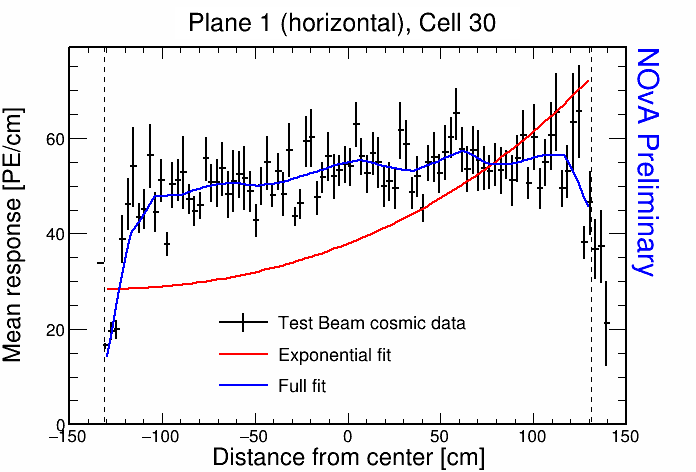 Plane 1 (horizontal), Cell 30
NOvA Preliminary
Mean response [PE/cm]
60
40
20
0
Test Beam cosmic data
Exponential fit
Full fit
−150 −100 −50 0 50 100 150
Distance from center [cm]